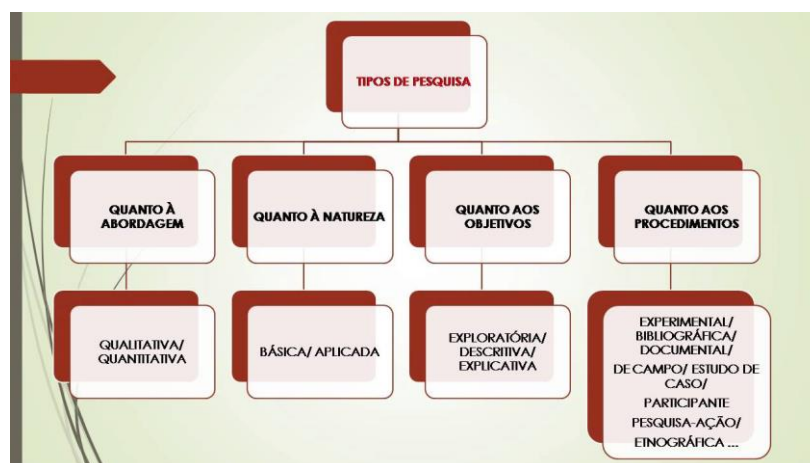 TIPOS DE PESQUISA
QUANTO À
ABORDAGEM
QUANTO À NATUREZA
QUANTO AOS
OBJETIVOS
QUANTO AOS
PROCEDIMENTOS
QUALITATIVA/
QUANTITATIVA
BÁSICA/ APLICADA
EXPLORATÓRIA/
DESCRITIVA/
EXPLICATIVA
EXPERIMENTAL/
BIBLIOGRÁFICA/
DOCUMENTAL/
DE CAMPO/ ESTUDO DE
CASO/
PARTICIPANTE
PESQUISA-AÇÃO/
ETNOGRÁFICA ...